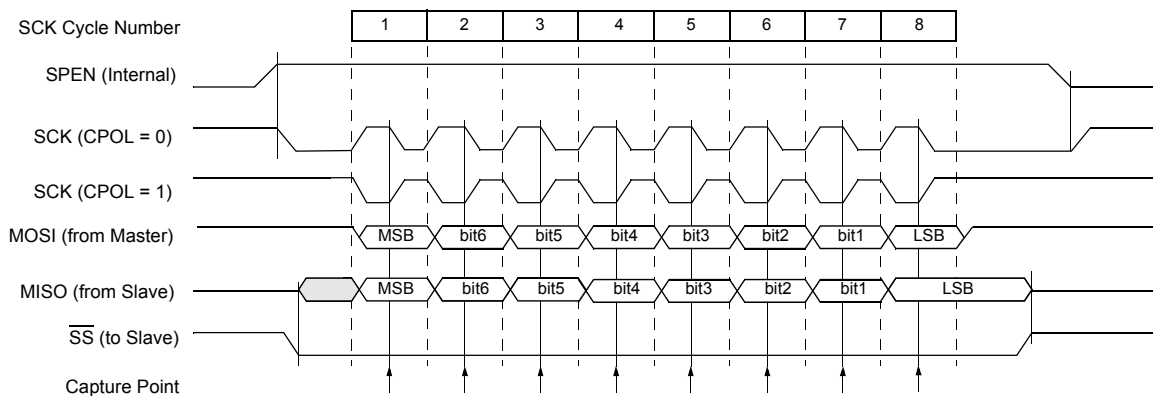 SCK Cycle Number 1 2 3 4 5 6 7 8
SPEN (Internal)
SCK (CPOL = 0)
SCK (CPOL = 1)
MOSI (from Master) MSB bit6 bit5 bit4 bit3 bit2 bit1 LSB
MISO (from Slave) MSB bit6 bit5 bit4 bit3 bit2 bit1 LSB
S̅S̅ (to Slave)
Capture Point